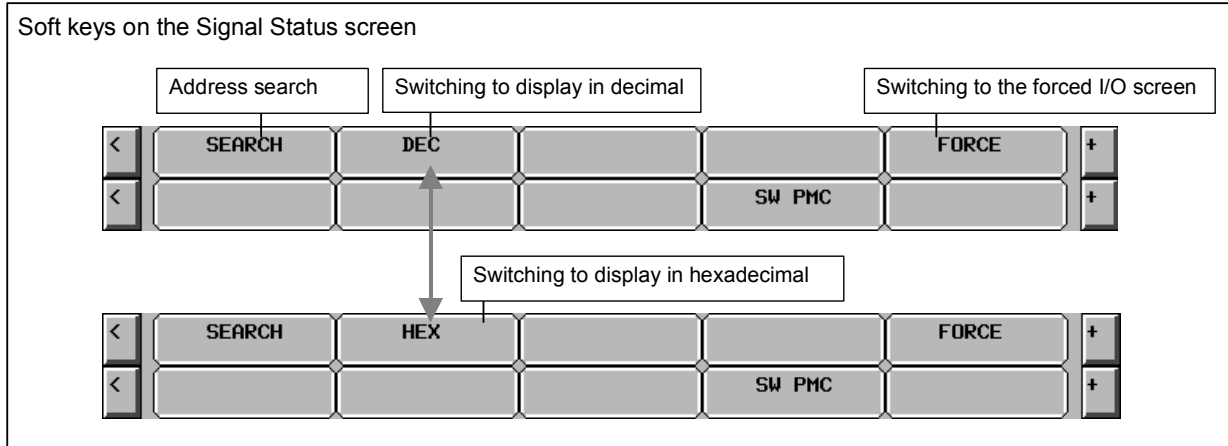 Soft keys on the Signal Status screen
Address search
Switching to display in decimal
Switching to the forced I/O screen
< SEARCH DEC FORCE +
< SW PMC +
Switching to display in hexadecimal
< SEARCH HEX FORCE +
< SW PMC +